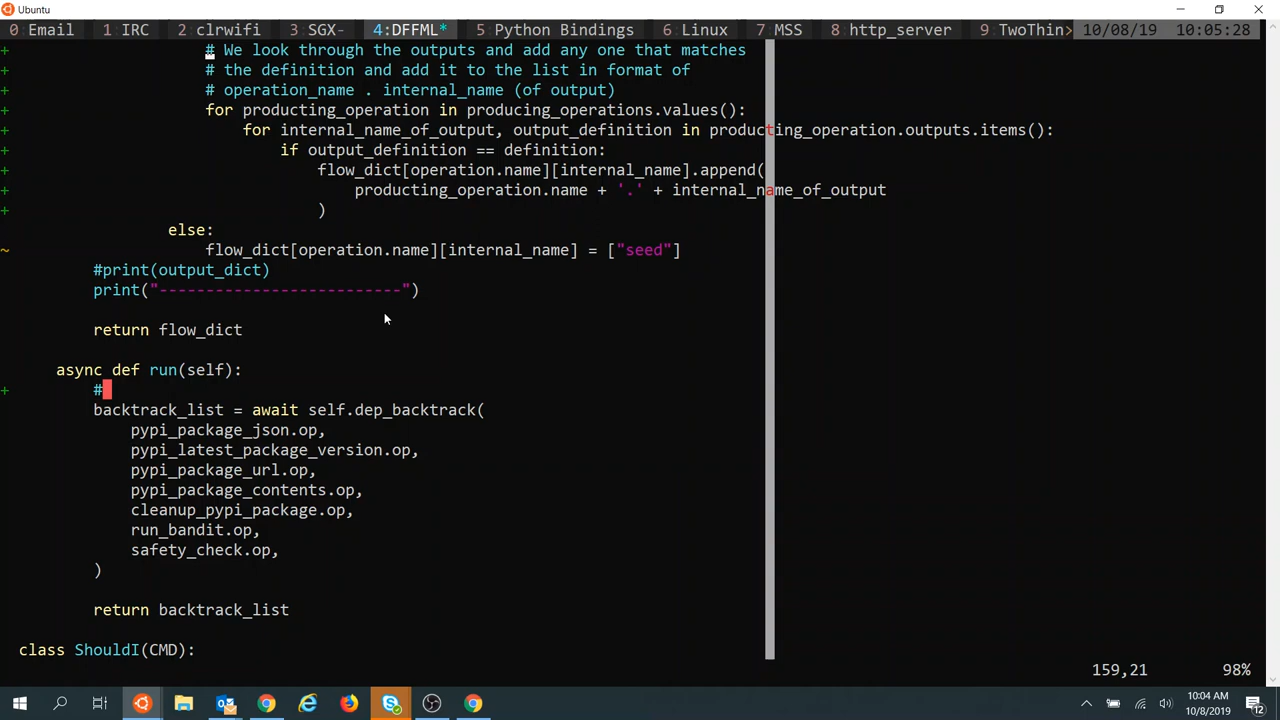 Ubuntu
0 Email 1 IRC 2 clrwifi 3 SGX- 4:DFFML* 5 Python Bindings 6 Linux 7 MSS 8 http_server 9 TwoThin> 10/08/19 10:05:28
+ # We look through the outputs and add any one that matches
+ # the definition and add it to the list in format of
+ # operation_name . internal_name (of output)
+ for producting_operation in producing_operations.values():
+ for internal_name_of_output, output_definition in producting_operation.outputs.items():
+ if output_definition == definition:
+ flow_dict[operation.name][internal_name].append(
+ producting_operation.name + '.' + internal_name_of_output
+ )
else:
~ flow_dict[operation.name][internal_name] = ["seed"]
#print(output_dict)
print("--------------------------")
return flow_dict
async def run(self):
+ #
backtrack_list = await self.dep_backtrack(
pypi_package_json.op,
pypi_latest_package_version.op,
pypi_package_url.op,
pypi_package_contents.op,
cleanup_pypi_package.op,
run_bandit.op,
safety_check.op,
)
return backtrack_list
class ShouldI(CMD):
159,21 98%
10:04 AM
10/8/2019
12